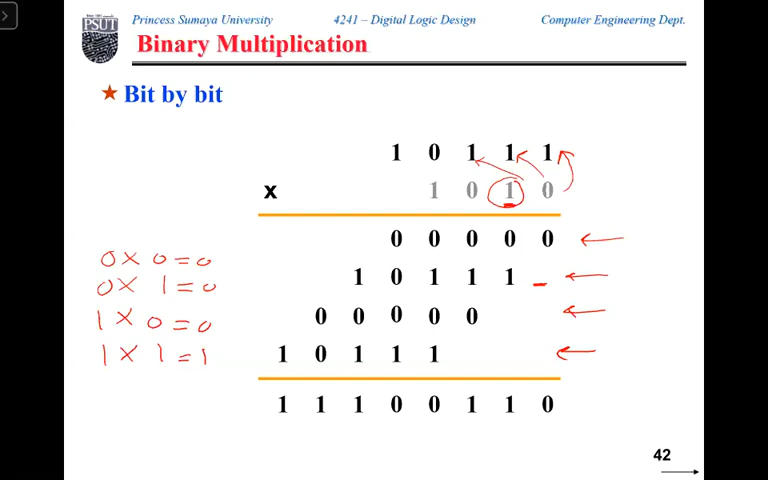 Princess Sumaya University 4241 – Digital Logic Design Computer Engineering Dept.
PSUT
Binary Multiplication
Bit by bit
1 0 1 1 1
x 1 0 1 0
0 0 0 0 0
1 0 1 1 1
0 0 0 0 0
1 0 1 1 1
1 1 1 0 0 1 1 0
0 x 0 = 0
0 x 1 = 0
1 x 0 = 0
1 x 1 = 1
42